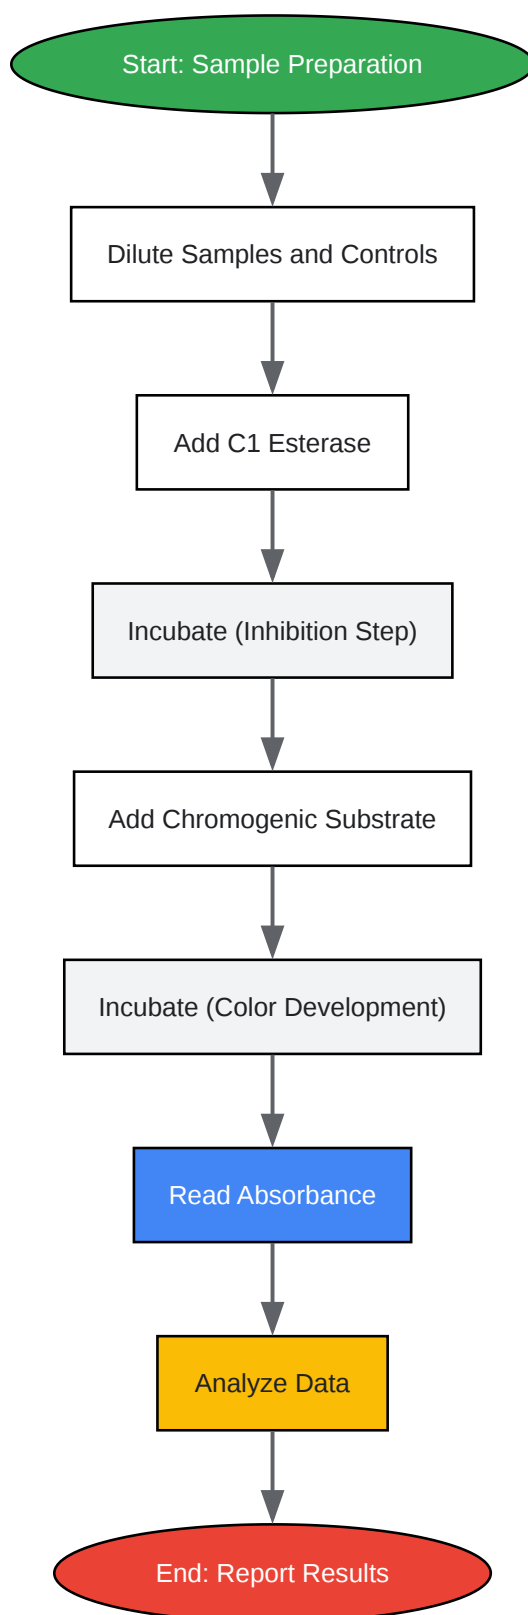 Start: Sample Preparation
Dilute Samples and Controls
Add C1 Esterase
Incubate (Inhibition Step)
Add Chromogenic Substrate
Incubate (Color Development)
Read Absorbance
Analyze Data
End: Report Results